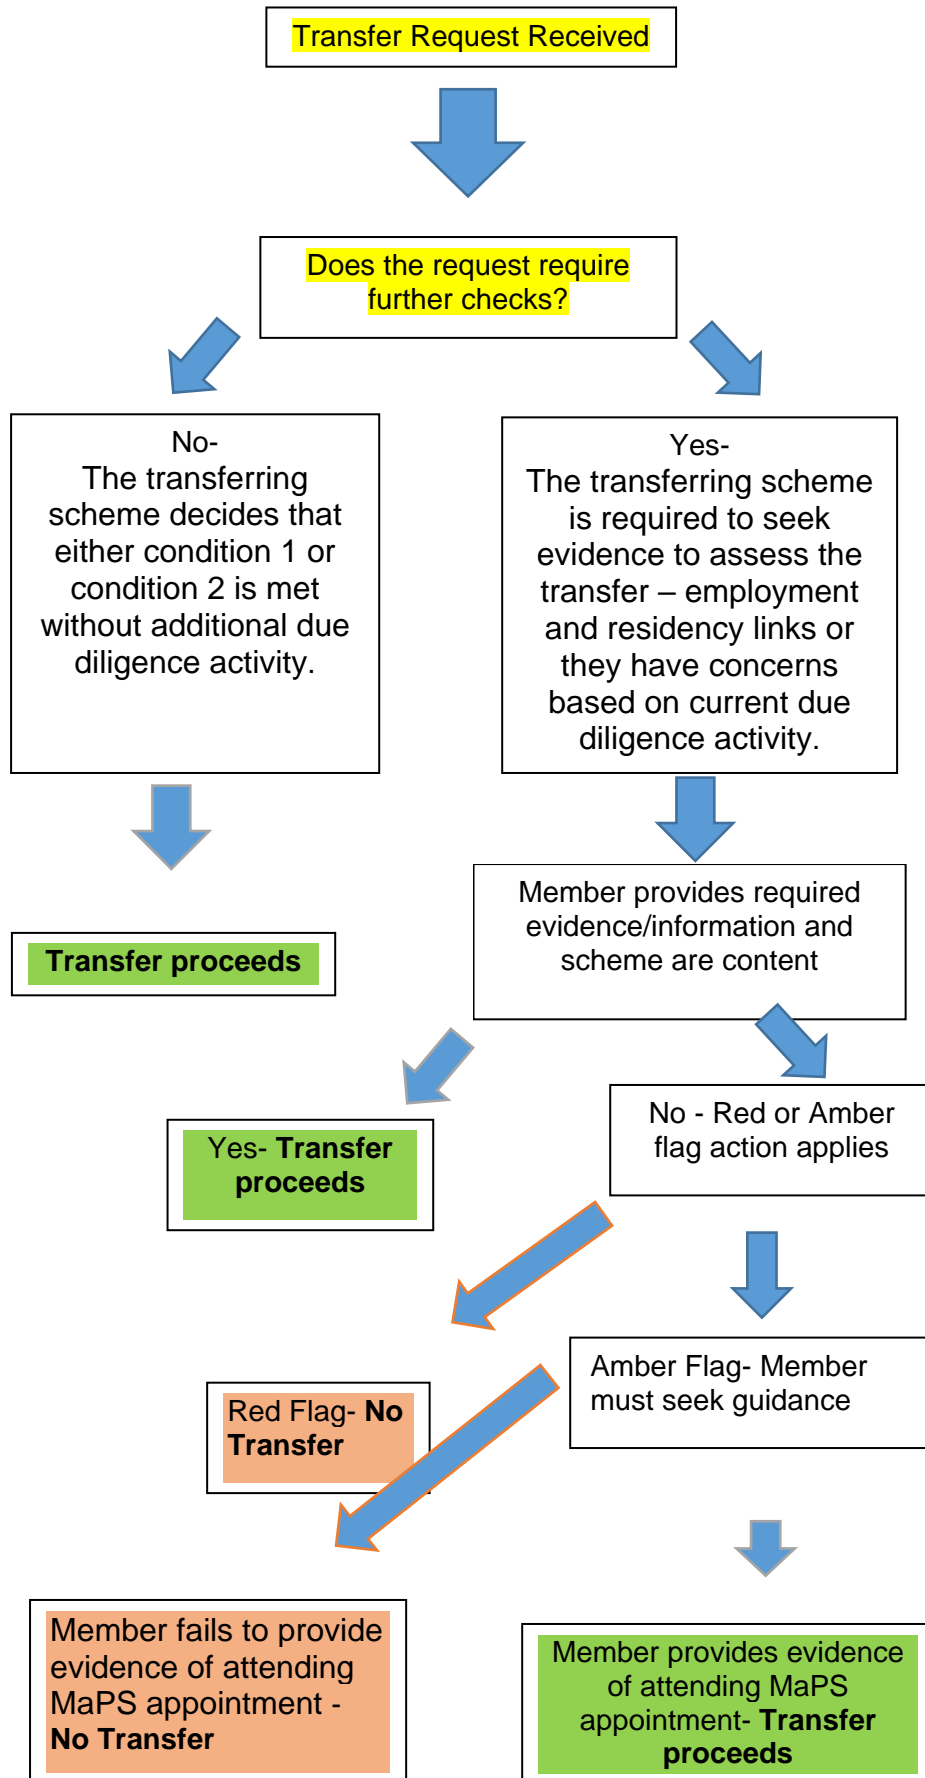 Transfer Request Received
Does the request require
further checks?
No-
The transferring
scheme decides that
either condition 1 or
condition 2 is met
without additional due
diligence activity.
Yes-
The transferring scheme
is required to seek
evidence to assess the
transfer – employment
and residency links or
they have concerns
based on current due
diligence activity.
Transfer proceeds
Member provides required
evidence/information and
scheme are content
Yes- Transfer
proceeds
No - Red or Amber
flag action applies
Red Flag- No
Transfer
Amber Flag- Member
must seek guidance
Member fails to provide
evidence of attending
MaPS appointment -
No Transfer
Member provides evidence
of attending MaPS
appointment- Transfer
proceeds